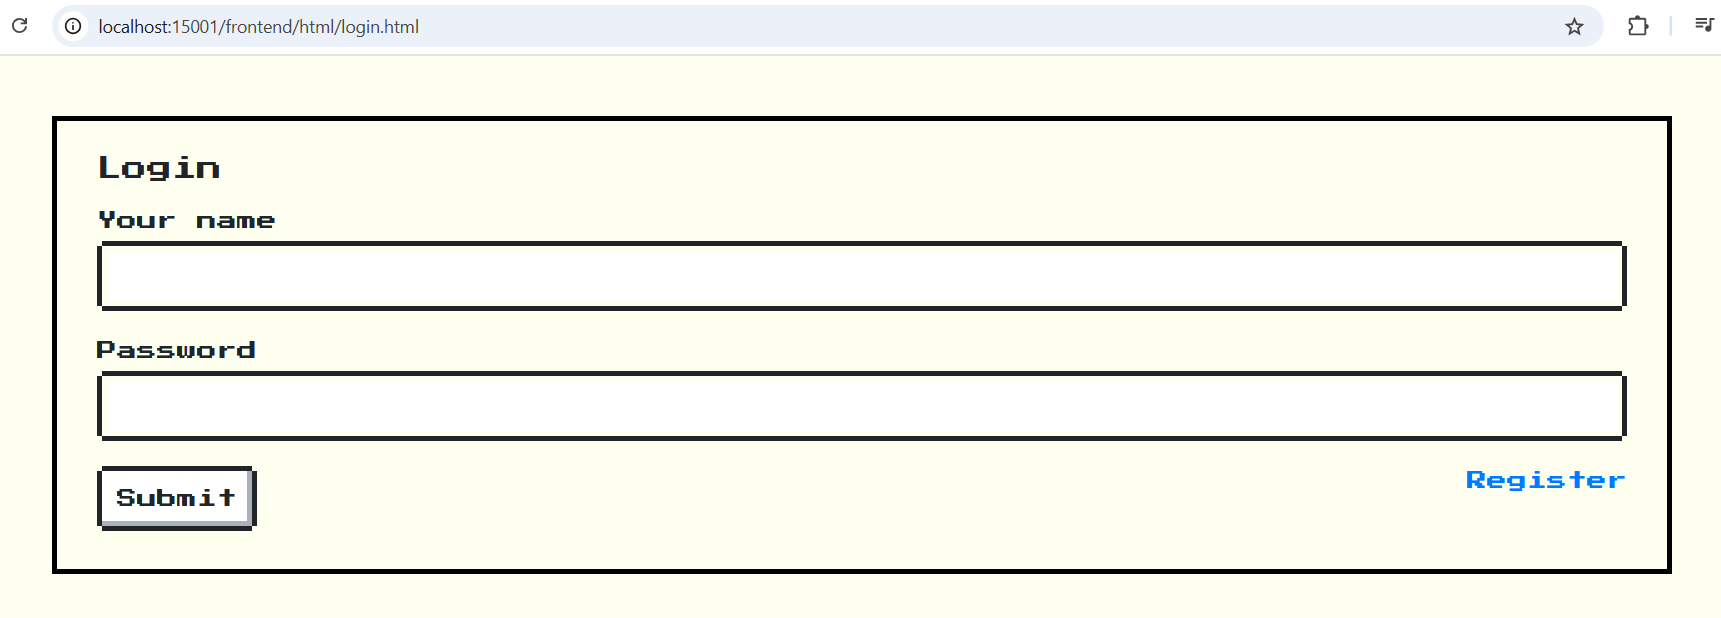 localhost:15001/frontend/html/login.html
Login
Your name
Password
Submit
Register